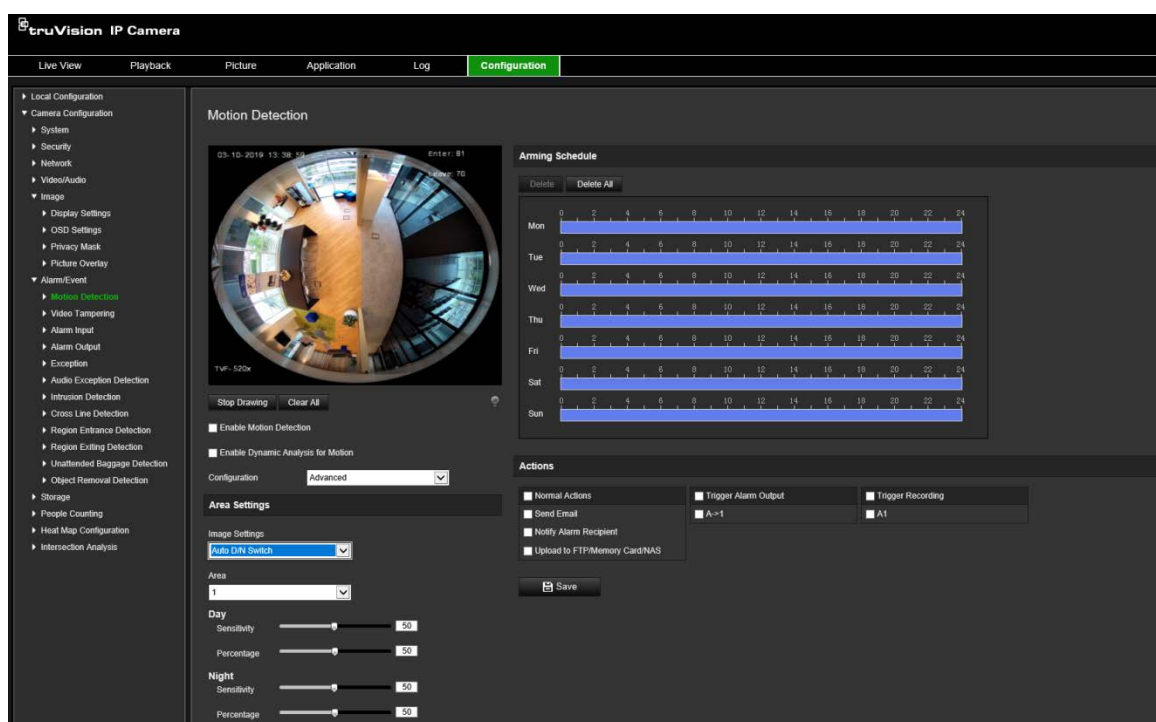 truVision IP Camera
Live View Playback Picture Application Log Configuration
Local Configuration
Camera Configuration
System
Security
Network
Video/Audio
Image
Display Settings
OSD Settings
Privacy Mask
Picture Overlay
Alarm/Event
Motion Detection
Video Tampering
Alarm Input
Alarm Output
Exception
Audio Exception Detection
Intrusion Detection
Cross Line Detection
Region Entrance Detection
Region Exiting Detection
Unattended Baggage Detection
Object Removal Detection
Storage
People Counting
Heat Map Configuration
Intersection Analysis
Motion Detection
03-10-2019 13:38:59 Enter:81
Leave:70
TVF-520x
Stop Drawing Clear All
Enable Motion Detection
Enable Dynamic Analysis for Motion
Configuration Advanced
Area Settings
Image Settings
Auto D/N Switch
Area
1
Day
Sensitivity 50
Percentage 50
Night
Sensitivity 50
Percentage 50
Arming Schedule
Delete Delete All
0 2 4 6 8 10 12 14 16 18 20 22 24
Mon
0 2 4 6 8 10 12 14 16 18 20 22 24
Tue
0 2 4 6 8 10 12 14 16 18 20 22 24
Wed
0 2 4 6 8 10 12 14 16 18 20 22 24
Thu
0 2 4 6 8 10 12 14 16 18 20 22 24
Fri
0 2 4 6 8 10 12 14 16 18 20 22 24
Sat
0 2 4 6 8 10 12 14 16 18 20 22 24
Sun
Actions
Normal Actions Trigger Alarm Output Trigger Recording
Send Email A->1 A1
Notify Alarm Recipient
Upload to FTP/Memory Card/NAS
Save